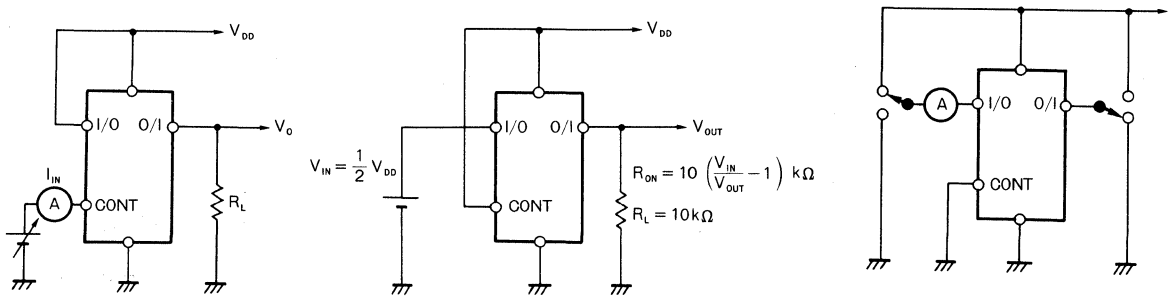 V_DD
I/O O/I
V_O
I_IN
A
CONT
R_L
V_DD
I/O O/I
V_OUT
V_IN = 1/2 V_DD
R_ON = 10 (V_IN/V_OUT − 1) kΩ
CONT
R_L = 10kΩ
A
I/O O/I
CONT